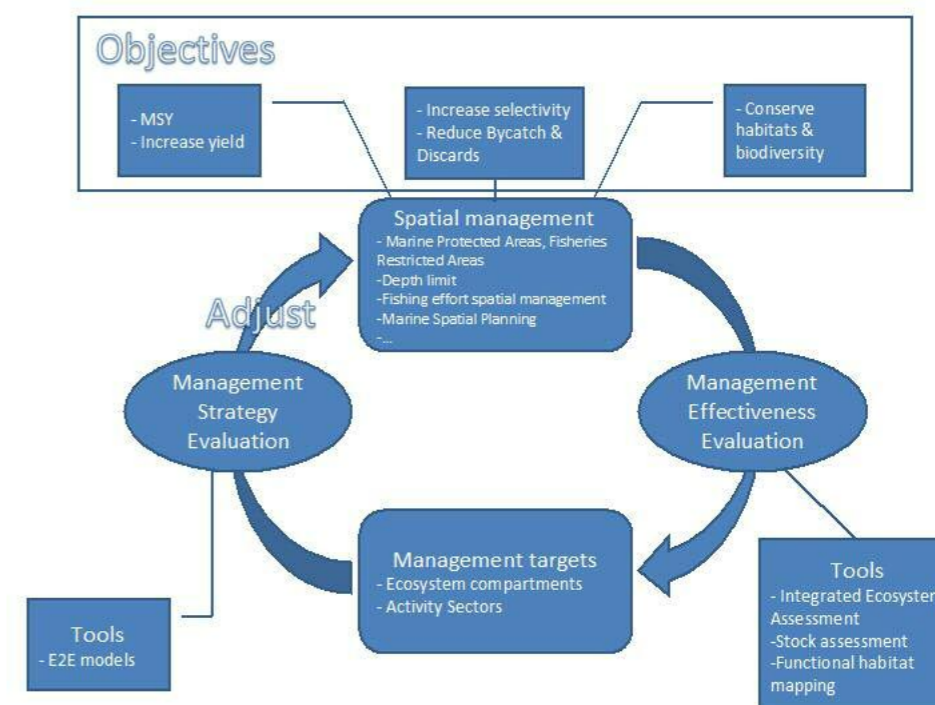 Objectives
- MSY
- Increase yield
- Increase selectivity
- Reduce Bycatch &
Discards
- Conserve
habitats &
biodiversity
Spatial management
- Marine Protected Areas, Fisheries
Restricted Areas
-Depth limit
-Fishing effort spatial management
-Marine Spatial Planning
-...
Adjust
Management
Strategy
Evaluation
Management
Effectiveness
Evaluation
Management targets
- Ecosystem compartments
- Activity Sectors
Tools
- E2E models
Tools
- Integrated Ecosystem
Assessment
-Stock assessment
-Functional habitat
mapping